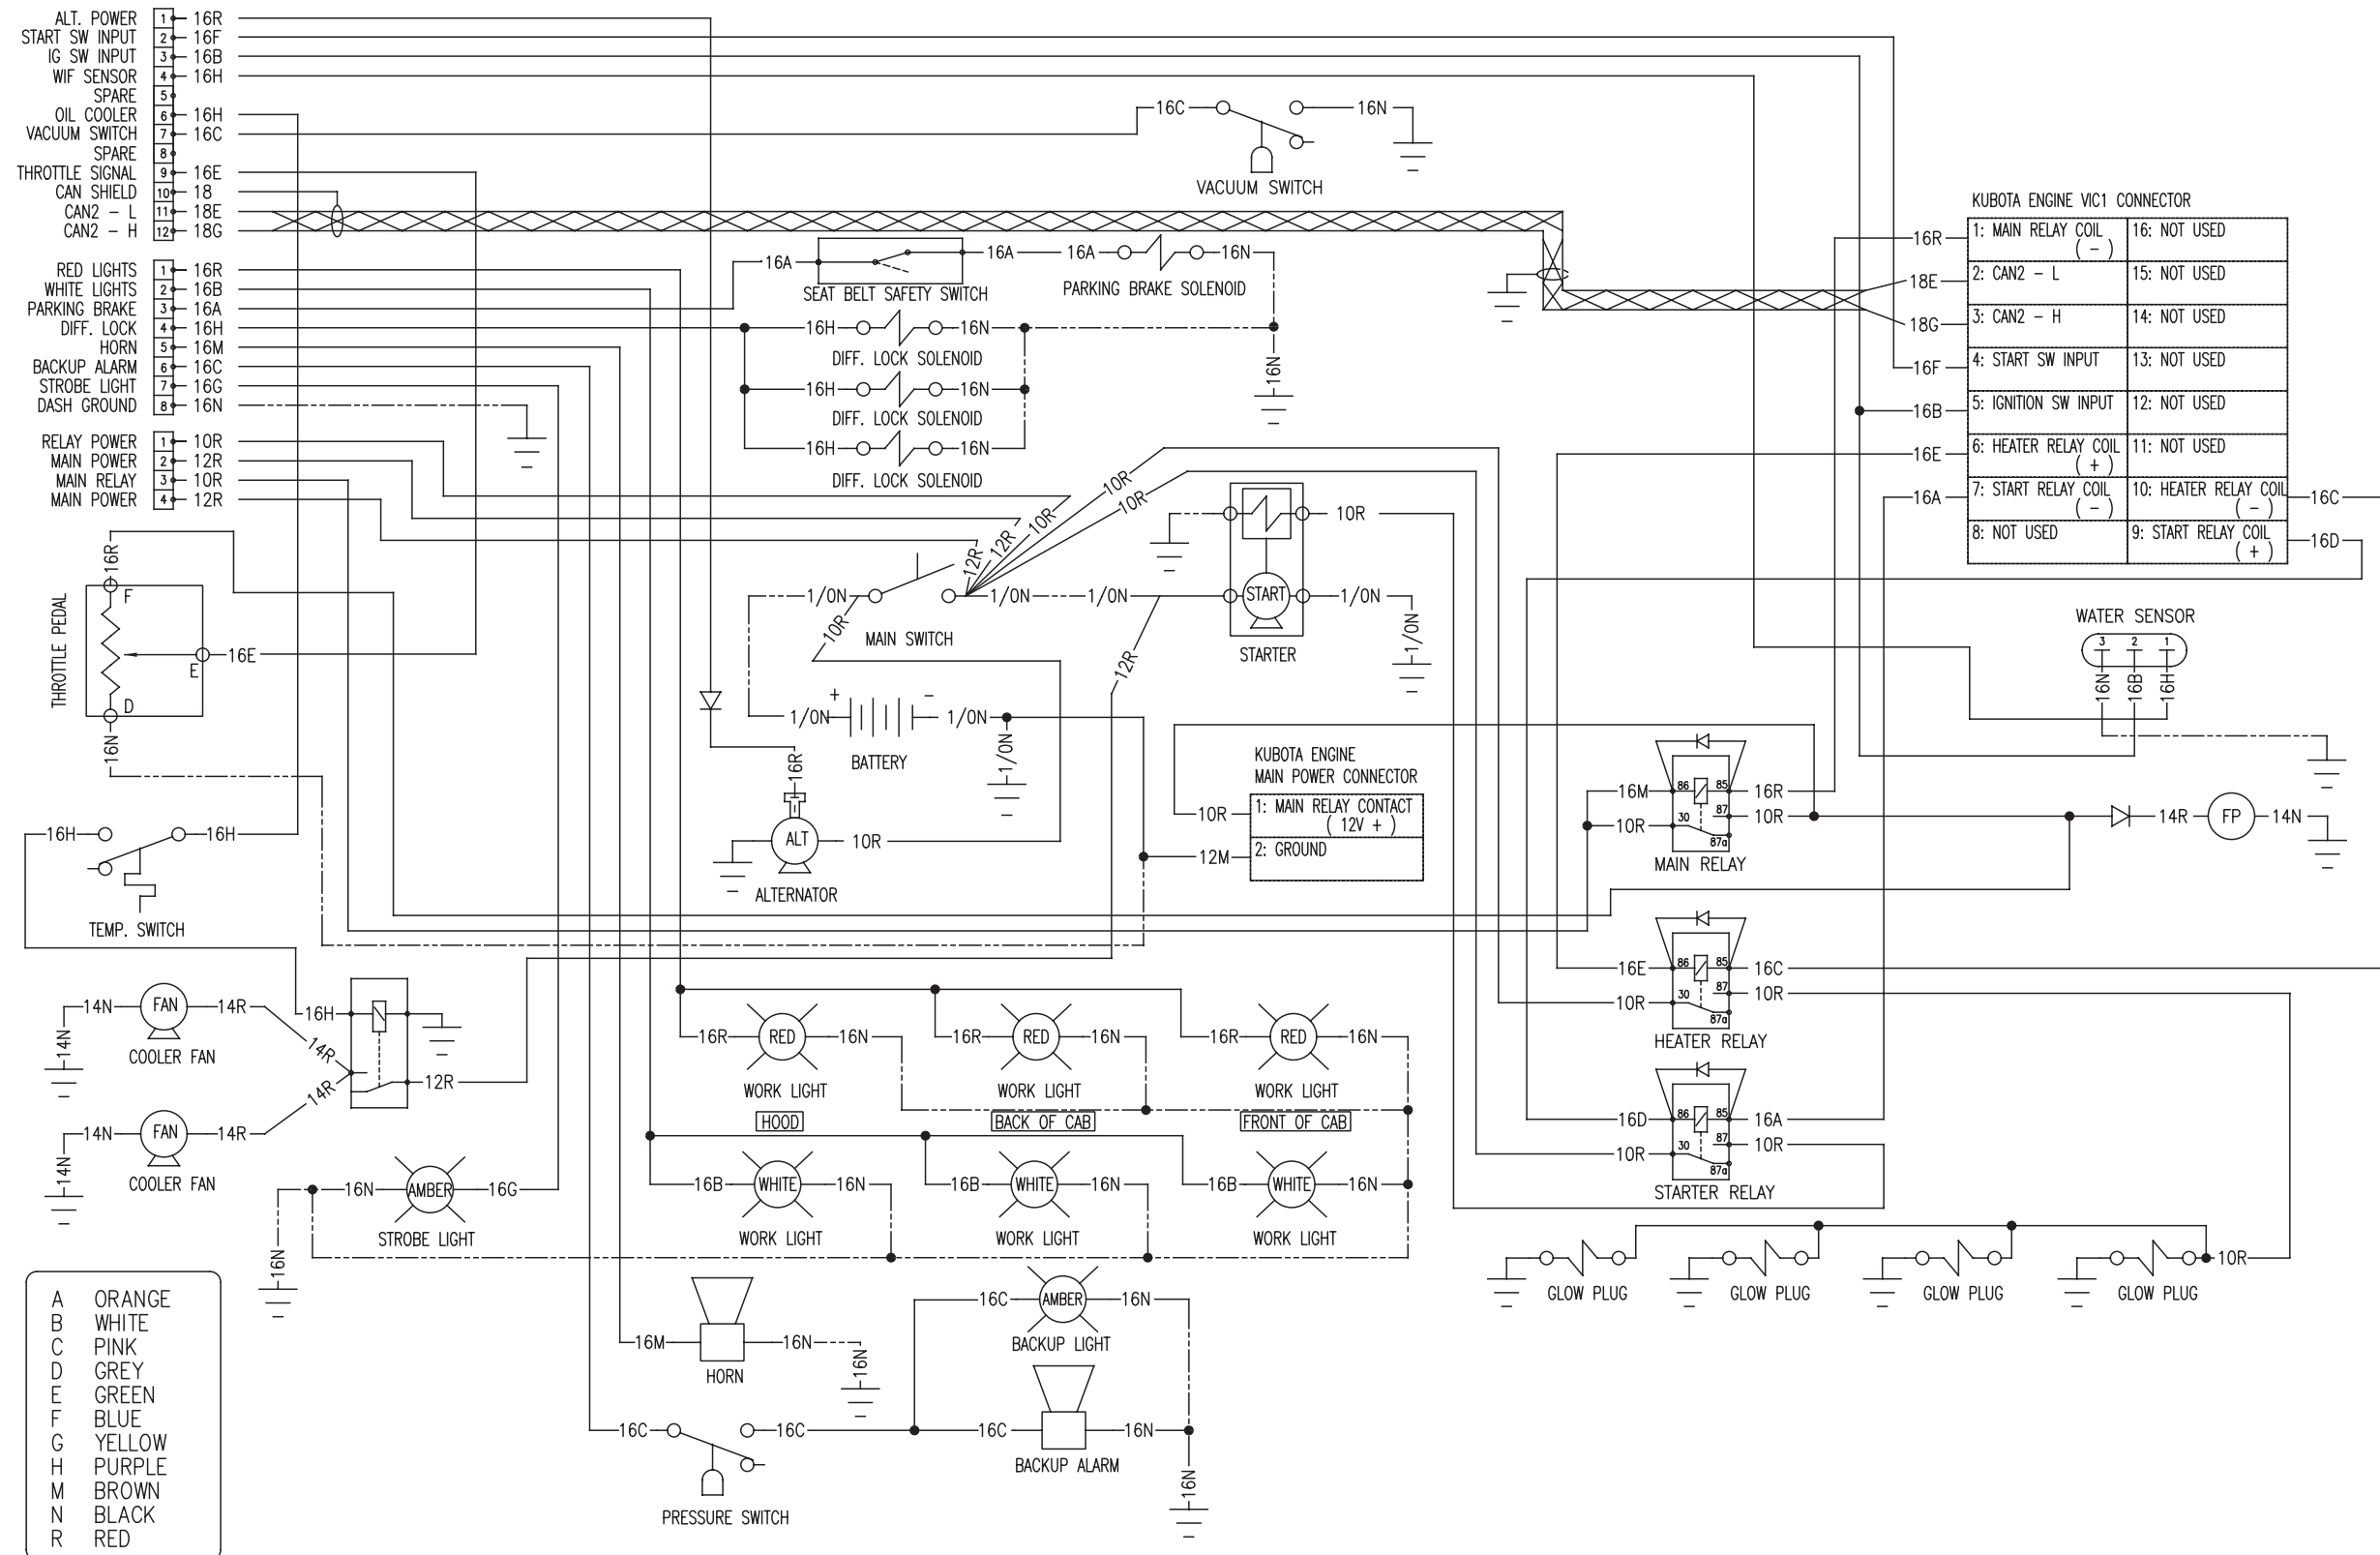 ALT. POWER 1 16R
START SW INPUT 2 16F
IG SW INPUT 3 16B
WIF SENSOR 4 16H
SPARE 5
OIL COOLER 6 16H
VACUUM SWITCH 7 16C
SPARE 8
THROTTLE SIGNAL 9 16E
CAN SHIELD 10 18
CAN2 - L 11 18E
CAN2 - H 12 18G
RED LIGHTS 1 16R
WHITE LIGHTS 2 16B
PARKING BRAKE 3 16A
DIFF. LOCK 4 16H
HORN 5 16M
BACKUP ALARM 6 16C
STROBE LIGHT 7 16G
DASH GROUND 8 16N
RELAY POWER 1 10R
MAIN POWER 2 12R
MAIN RELAY 3 10R
MAIN POWER 4 12R
16C 16N
VACUUM SWITCH
16A 16A 16A 16N
SEAT BELT SAFETY SWITCH
PARKING BRAKE SOLENOID
16H 16N
DIFF. LOCK SOLENOID
16H 16N
DIFF. LOCK SOLENOID
16H 16N
DIFF. LOCK SOLENOID
16N
KUBOTA ENGINE VIC1 CONNECTOR
16R 1: MAIN RELAY COIL ( - ) 16: NOT USED
18E 2: CAN2 - L 15: NOT USED
18G 3: CAN2 - H 14: NOT USED
16F 4: START SW INPUT 13: NOT USED
16B 5: IGNITION SW INPUT 12: NOT USED
16E 6: HEATER RELAY COIL ( + ) 11: NOT USED
16A 7: START RELAY COIL ( - ) 10: HEATER RELAY COIL ( - ) 16C
8: NOT USED 9: START RELAY COIL ( + ) 16D
16R
F
THROTTLE PEDAL
E 16E
D
16N
12R 12R 10R 10R 10R
1/0N 1/0N 1/0N
10R
MAIN SWITCH
12R
10R
START
1/0N
1/0N
STARTER
+ -
1/0N 1/0N
1/0N
BATTERY
16R
ALT 10R
ALTERNATOR
KUBOTA ENGINE
MAIN POWER CONNECTOR
10R 1: MAIN RELAY CONTACT
( 12V + )
12M 2: GROUND
WATER SENSOR
3 2 1
16N 16B 16H
16M 86 85 16R
10R 30 87 10R
87a
MAIN RELAY
14R FP 14N
16E 86 85 16C
10R 30 87 10R
87a
HEATER RELAY
16D 86 85 16A
10R 30 87 10R
87a
STARTER RELAY
16H 16H
TEMP. SWITCH
14N FAN 14R
14N
COOLER FAN
16H
14R
14R
12R
14N FAN 14R
14N
COOLER FAN
16N AMBER 16G
STROBE LIGHT
16N
16R RED 16N
WORK LIGHT
HOOD
16R RED 16N
WORK LIGHT
BACK OF CAB
16R RED 16N
WORK LIGHT
FRONT OF CAB
16B WHITE 16N
WORK LIGHT
16B WHITE 16N
WORK LIGHT
16B WHITE 16N
WORK LIGHT
GLOW PLUG
GLOW PLUG
GLOW PLUG
GLOW PLUG
10R
16M 16N
16N
HORN
16C AMBER 16N
BACKUP LIGHT
16C 16C
PRESSURE SWITCH
16C 16N
BACKUP ALARM
16N
A ORANGE
B WHITE
C PINK
D GREY
E GREEN
F BLUE
G YELLOW
H PURPLE
M BROWN
N BLACK
R RED